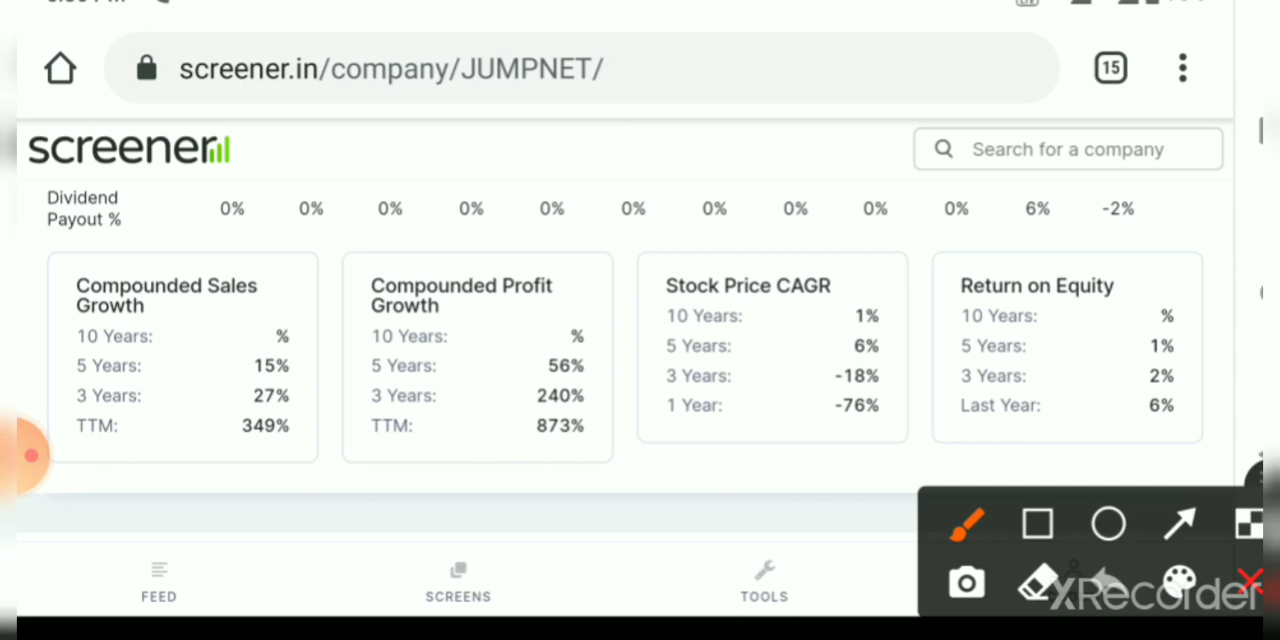 15
screener.in/company/JUMPNET/
screener
Search for a company
Dividend
Payout % 0% 0% 0% 0% 0% 0% 0% 0% 0% 0% 6% -2%
Compounded Sales
Growth
10 Years: %
5 Years: 15%
3 Years: 27%
TTM: 349%
Compounded Profit
Growth
10 Years: %
5 Years: 56%
3 Years: 240%
TTM: 873%
Stock Price CAGR
10 Years: 1%
5 Years: 6%
3 Years: -18%
1 Year: -76%
Return on Equity
10 Years: %
5 Years: 1%
3 Years: 2%
Last Year: 6%
FEED
SCREENS
TOOLS
XRecorder